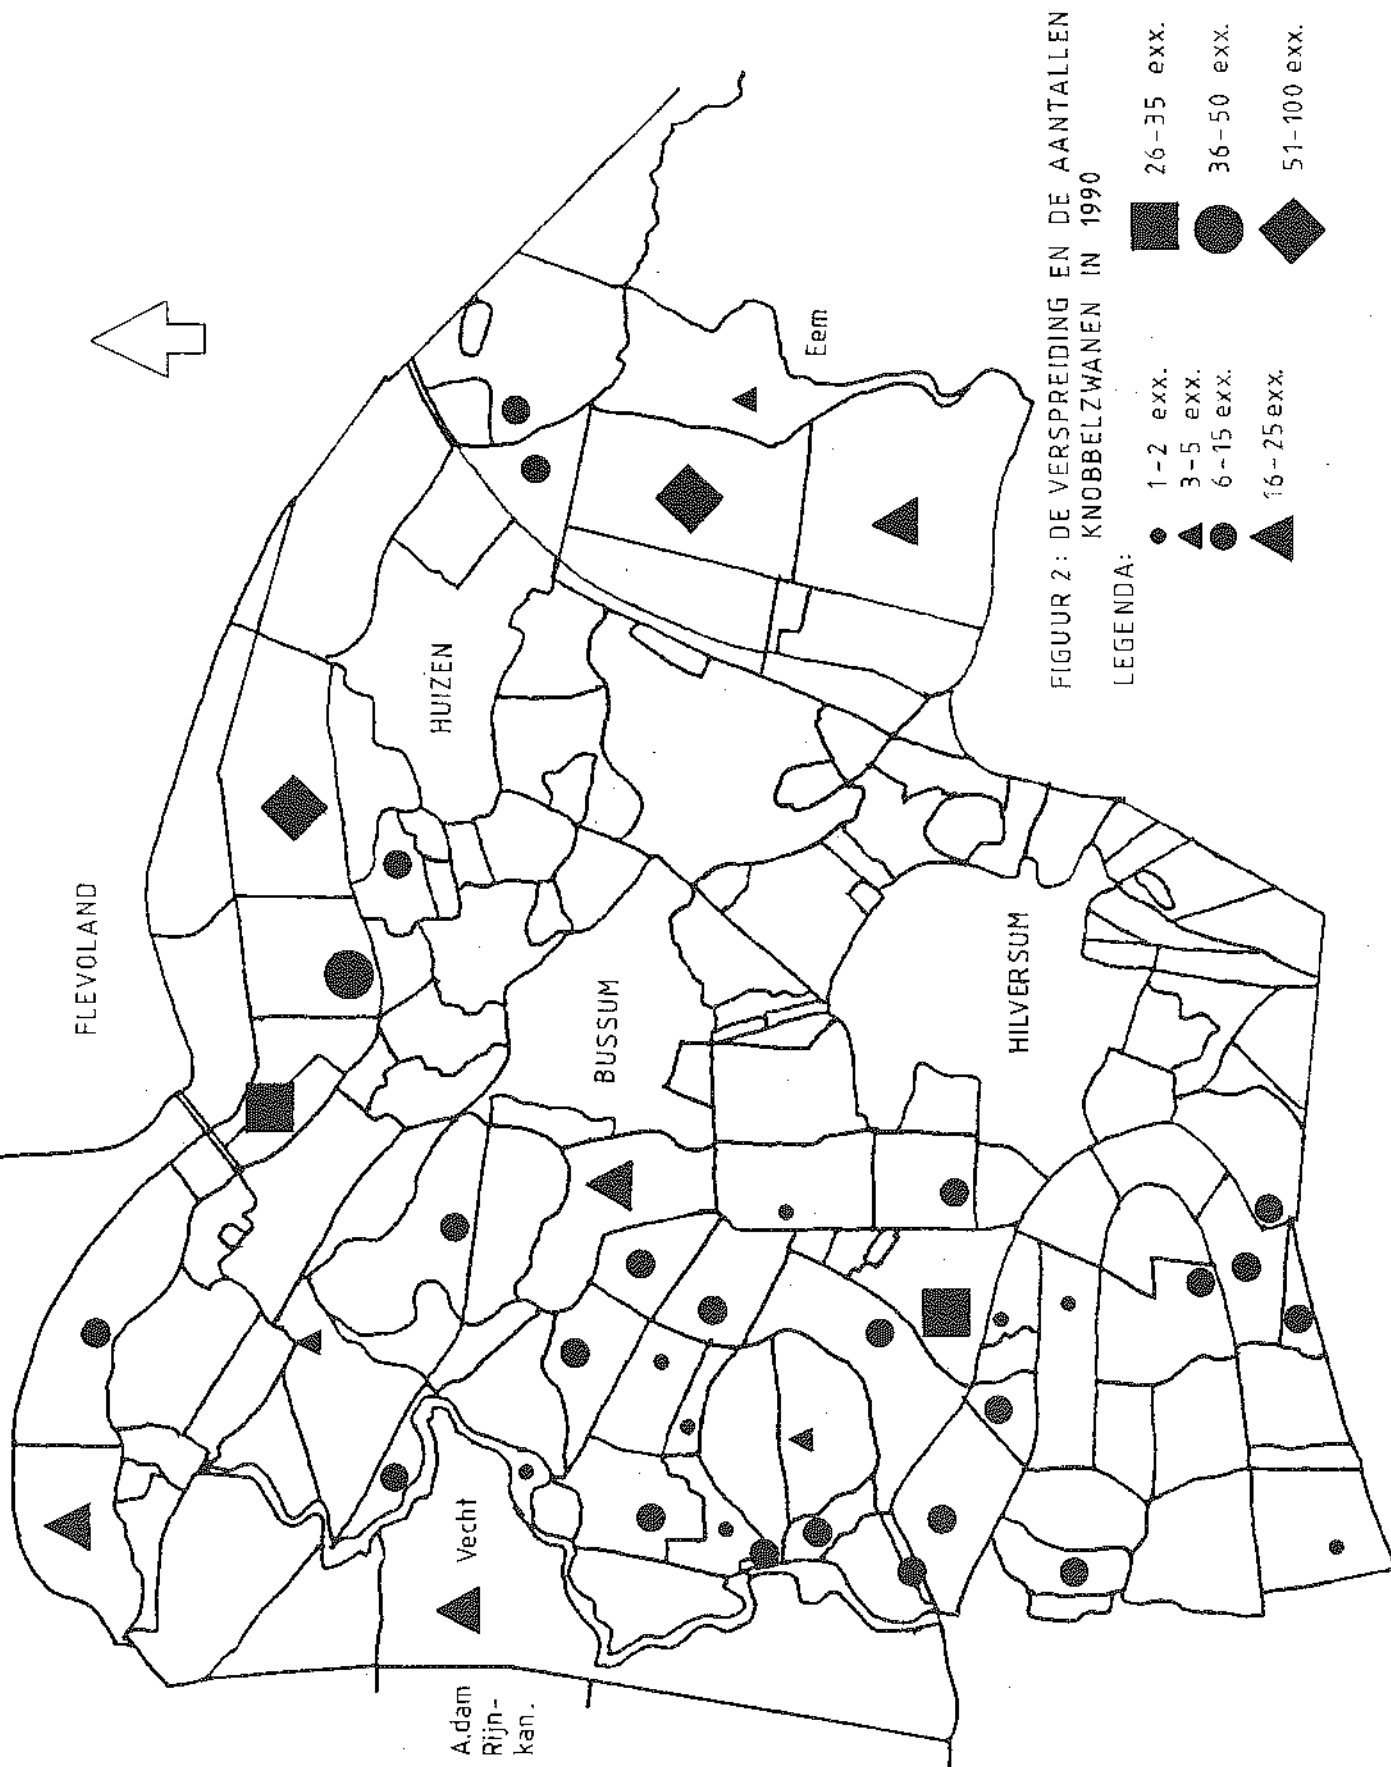 FLEVOLAND
HUIZEN
BUSSUM
HILVERSUM
Eem
Vecht
A.dam
Rijn-
kan.
FIGUUR 2: DE VERSPREIDING EN DE AANTALLEN
KNOBBELZWANEN IN 1990
LEGENDA:
1-2 exx.
3-5 exx.
6-15 exx.
16-25 exx.
26-35 exx.
36-50 exx.
51-100 exx.